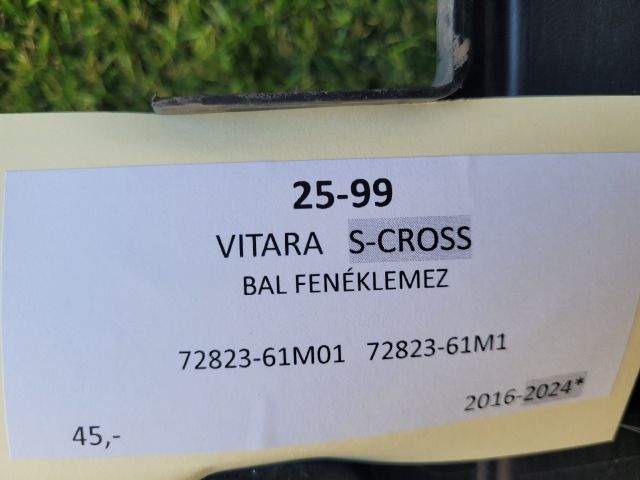 25-99
VITARA S-CROSS
BAL FENÉKLEMEZ
72823-61M01 72823-61M1
2016-2024*
45,-